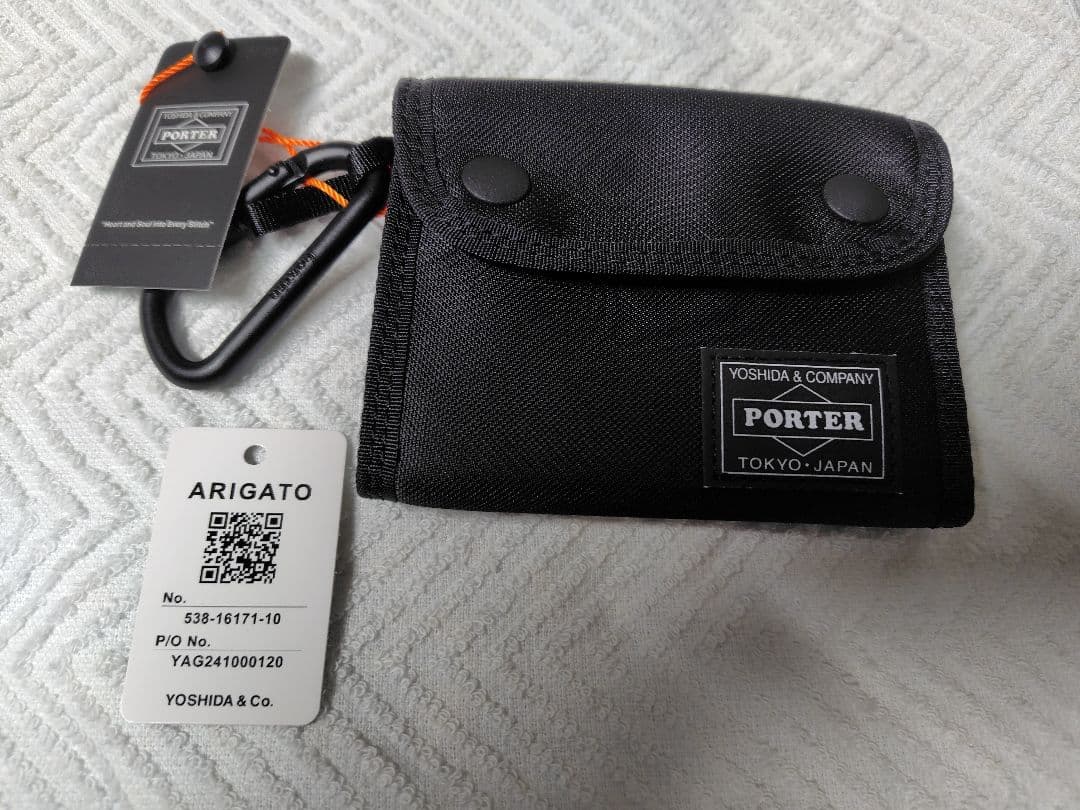 YOSHIDA & COMPANY
PORTER
TOKYO・JAPAN
"Heart and Soul into Every Stitch"
YOSHIDA & COMPANY
PORTER
TOKYO・JAPAN
ARIGATO
No.
538-16171-10
P/O No.
YAG241000120
YOSHIDA & Co.